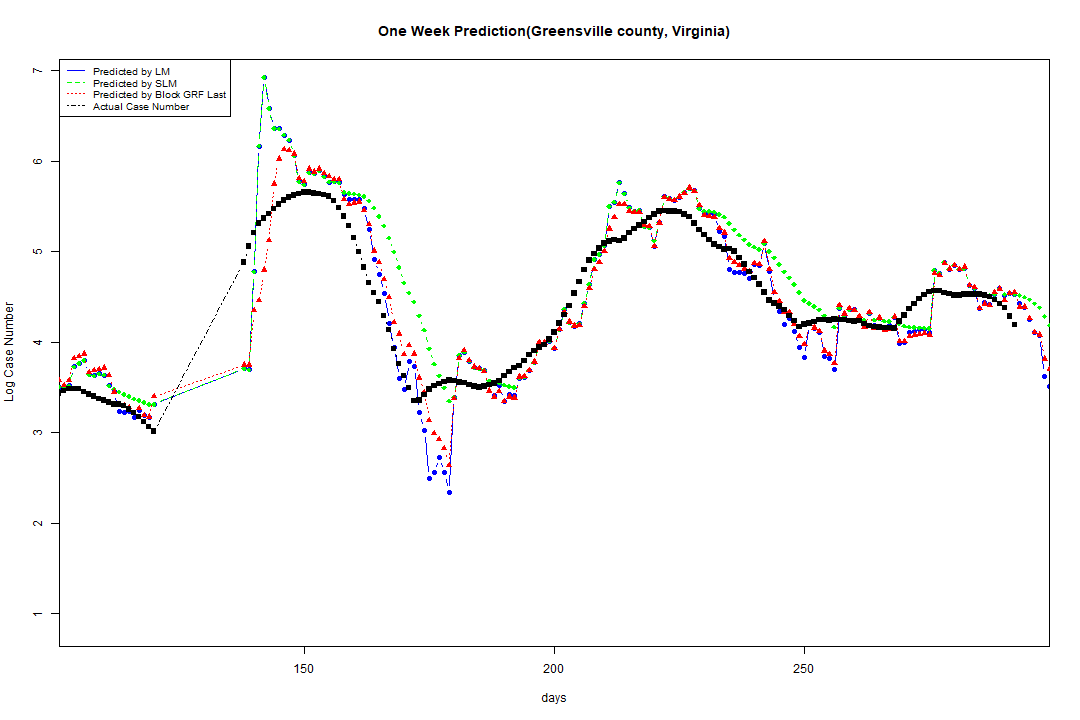 One Week Prediction(Greensville county, Virginia)
Predicted by LM
Predicted by SLM
Predicted by Block GRF Last
Actual Case Number
7
6
5
4
3
2
1
Log Case Number
150
200
250
days